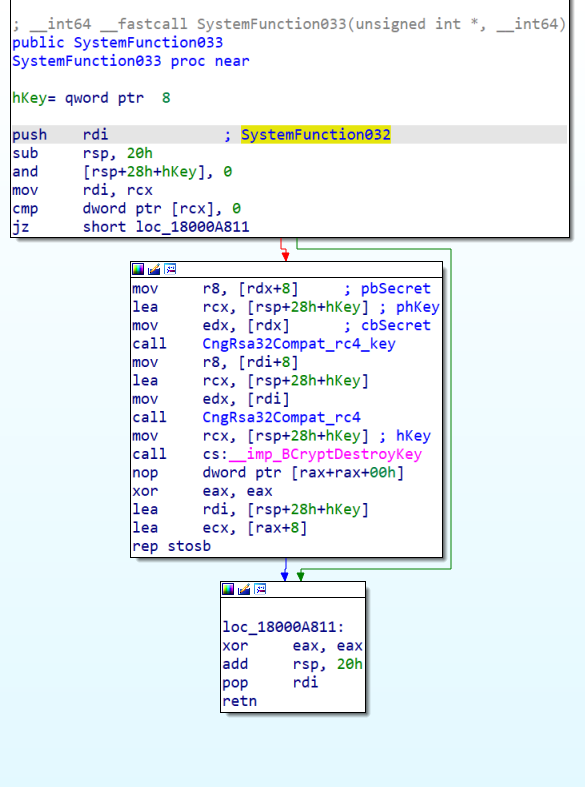 ; __int64 __fastcall SystemFunction033(unsigned int *, __int64)
public SystemFunction033
SystemFunction033 proc near
hKey= qword ptr  8
push    rdi             ; SystemFunction032
sub     rsp, 20h
and     [rsp+28h+hKey], 0
mov     rdi, rcx
cmp     dword ptr [rcx], 0
jz      short loc_18000A811
mov     r8, [rdx+8]     ; pbSecret
lea     rcx, [rsp+28h+hKey] ; phKey
mov     edx, [rdx]      ; cbSecret
call    CngRsa32Compat_rc4_key
mov     r8, [rdi+8]
lea     rcx, [rsp+28h+hKey]
mov     edx, [rdi]
call    CngRsa32Compat_rc4
mov     rcx, [rsp+28h+hKey] ; hKey
call    cs:__imp_BCryptDestroyKey
nop     dword ptr [rax+rax+00h]
xor     eax, eax
lea     rdi, [rsp+28h+hKey]
lea     ecx, [rax+8]
rep stosb
loc_18000A811:
xor     eax, eax
add     rsp, 20h
pop     rdi
retn